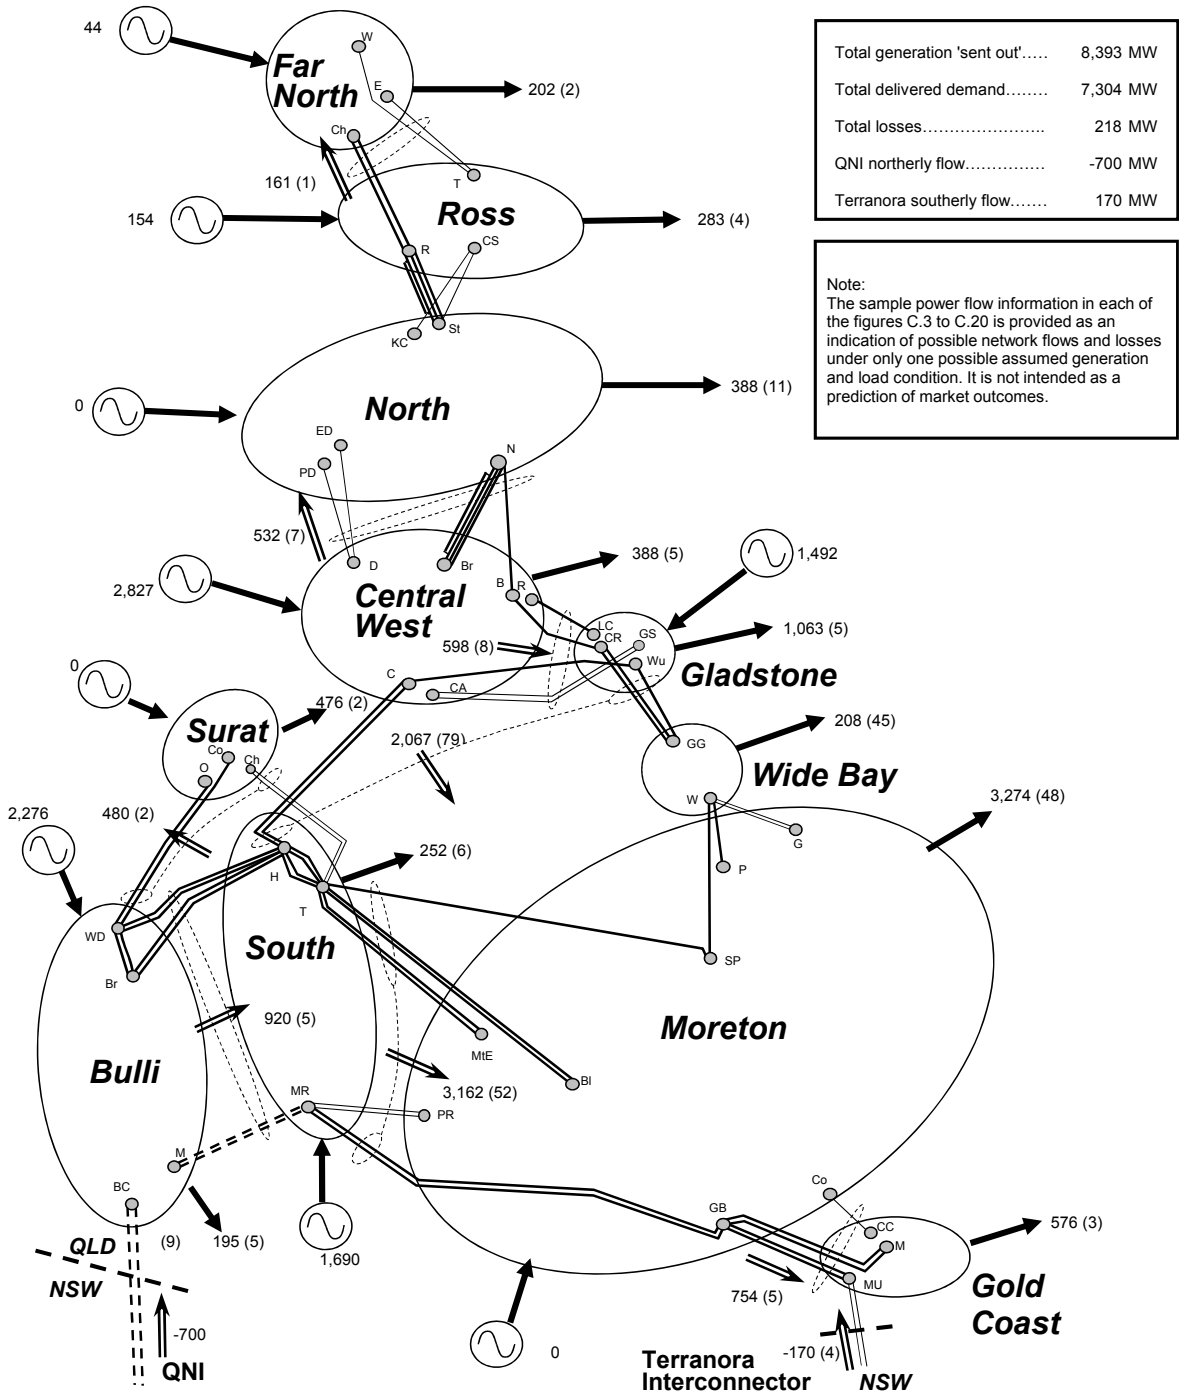 44
W
Far
North
E
202 (2)
Ch
161 (1)
T
154
Ross
283 (4)
R
CS
St
KC
0
North
388 (11)
ED
PD
N
532 (7)
D
Br
388 (5)
1,492
2,827
Central
West
B
R
LC
CR
GS
Wu
1,063 (5)
598 (8)
Gladstone
C
CA
0
476 (2)
Surat
Co
O
Ch
2,067 (79)
GG
208 (45)
Wide Bay
W
G
P
3,274 (48)
2,276
480 (2)
252 (6)
H
T
WD
Br
South
SP
920 (5)
Moreton
MtE
Bulli
Bl
3,162 (52)
MR
PR
M
BC
(9)
195 (5)
QLD
NSW
1,690
-700
QNI
Co
CC
GB
M
MU
576 (3)
754 (5)
Gold
Coast
0
-170 (4)
Terranora
Interconnector
NSW
Total generation 'sent out'..... 8,393 MW
Total delivered demand........ 7,304 MW
Total losses...................... 218 MW
QNI northerly flow............... -700 MW
Terranora southerly flow....... 170 MW
Note:
The sample power flow information in each of
the figures C.3 to C.20 is provided as an
indication of possible network flows and losses
under only one possible assumed generation
and load condition. It is not intended as a
prediction of market outcomes.